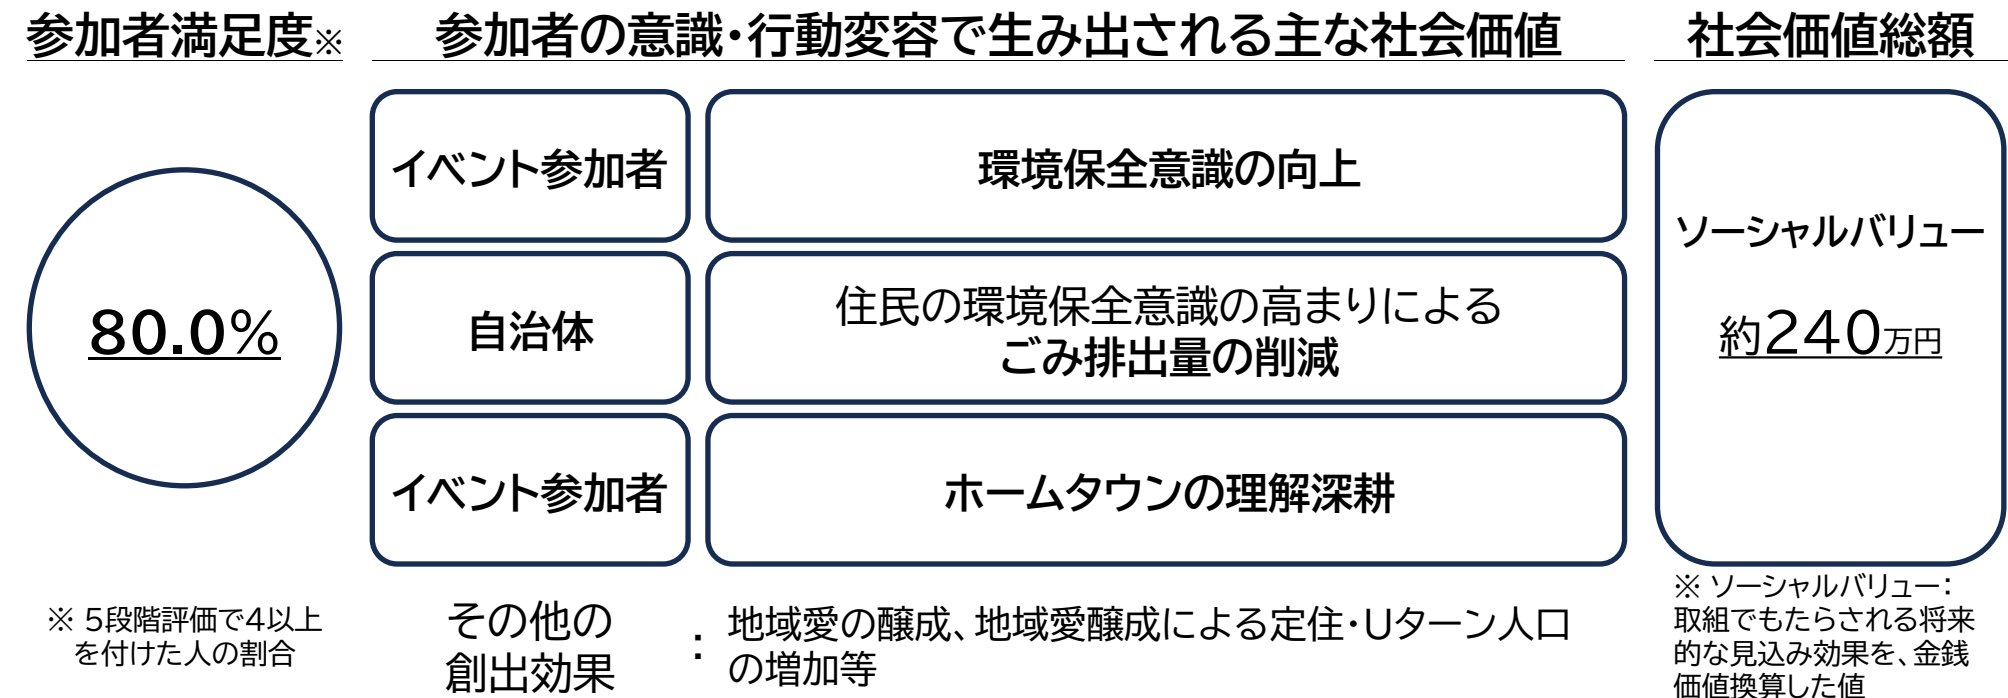 参加者満足度※
参加者の意識・行動変容で生み出される主な社会価値
社会価値総額
80.0%
※ 5段階評価で4以上
を付けた人の割合
イベント参加者
環境保全意識の向上
自治体
住民の環境保全意識の高まりによる
ごみ排出量の削減
イベント参加者
ホームタウンの理解深耕
その他の
創出効果
：
地域愛の醸成、地域愛醸成による定住・Uターン人口
の増加等
ソーシャルバリュー
約240万円
※ ソーシャルバリュー：
取組でもたらされる将来
的な見込み効果を、金銭
価値換算した値